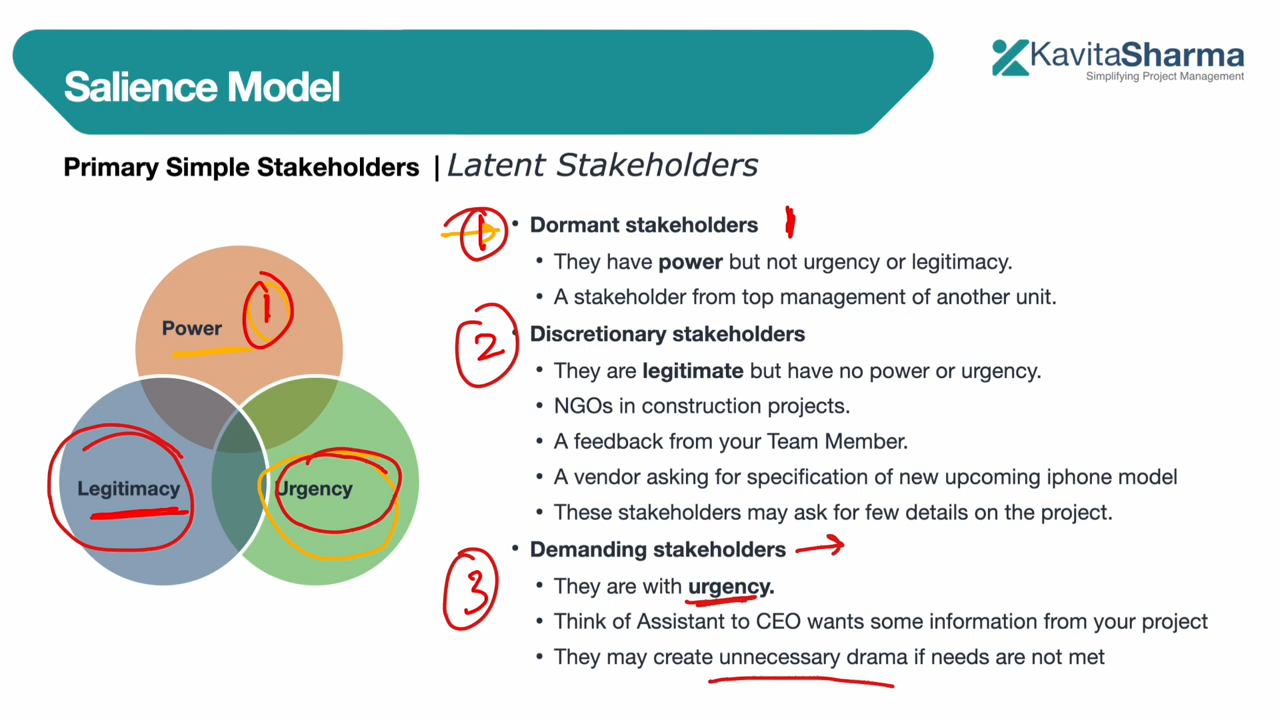 KavitaSharma
Simplifying Project Management
Salience Model
Primary Simple Stakeholders | Latent Stakeholders
1
• Dormant stakeholders
• They have power but not urgency or legitimacy.
• A stakeholder from top management of another unit.
2
• Discretionary stakeholders
• They are legitimate but have no power or urgency.
• NGOs in construction projects.
• A feedback from your Team Member.
• A vendor asking for specification of new upcoming iphone model
• These stakeholders may ask for few details on the project.
3
• Demanding stakeholders →
• They are with urgency.
• Think of Assistant to CEO wants some information from your project
• They may create unnecessary drama if needs are not met
Power
1
Legitimacy
Urgency